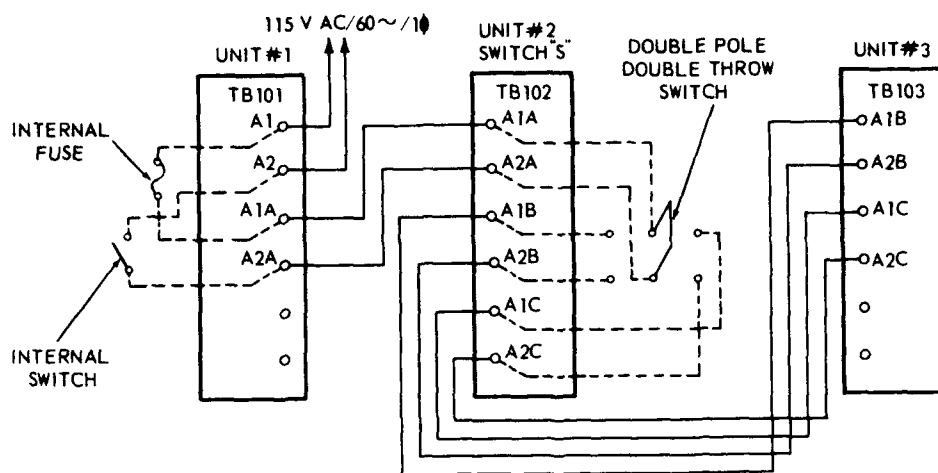 115 V AC/60∼/1ϕ
UNIT #1
TB101
A1
A2
A1A
A2A
INTERNAL
FUSE
INTERNAL
SWITCH
UNIT#2
SWITCH"S"
TB102
A1A
A2A
A1B
A2B
A1C
A2C
DOUBLE POLE
DOUBLE THROW
SWITCH
UNIT#3
TB103
A1B
A2B
A1C
A2C